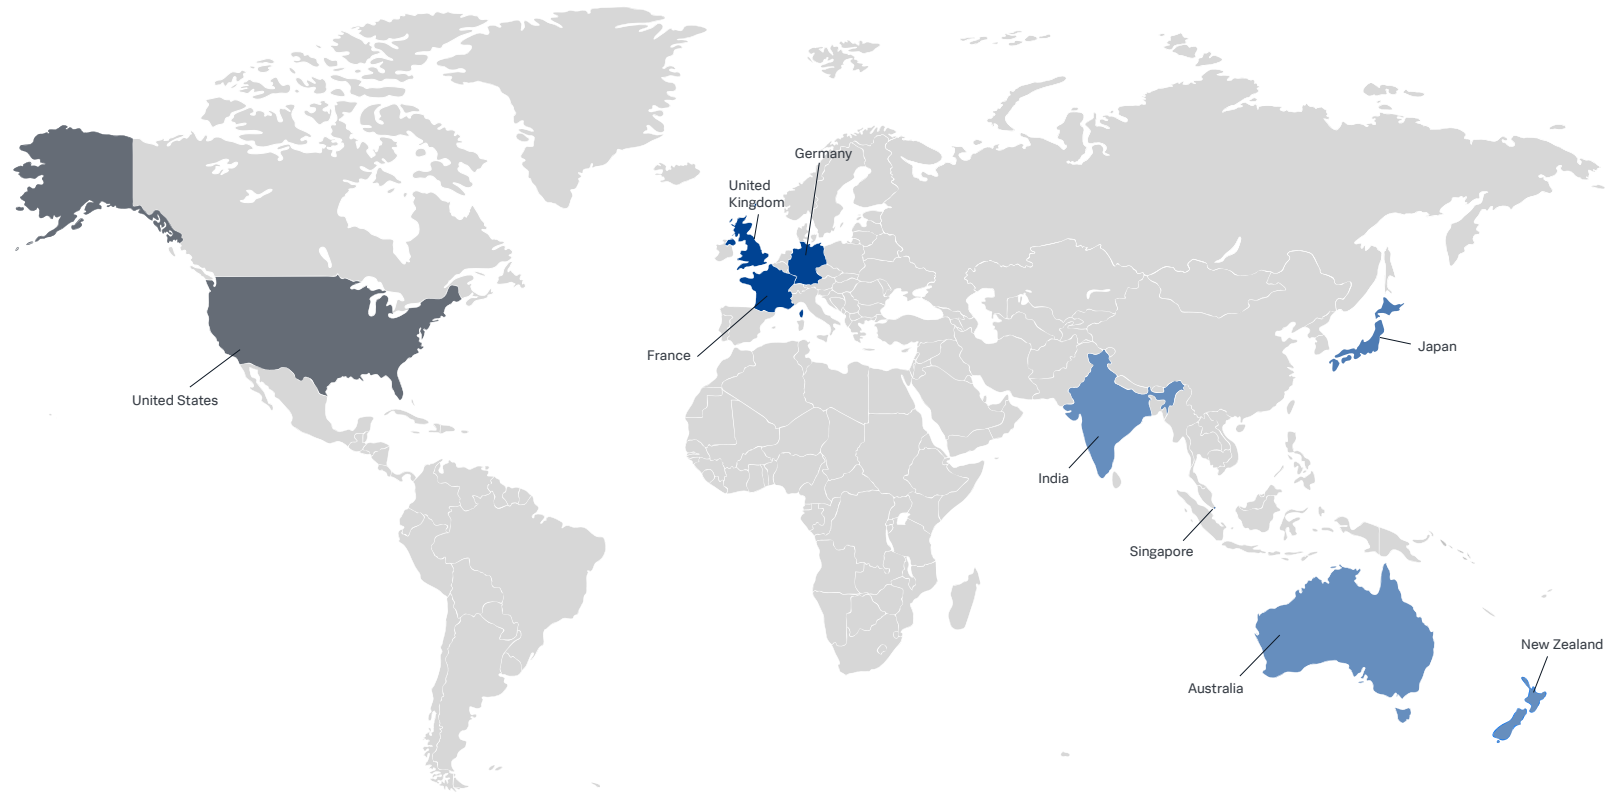 Germany
United
Kingdom
France
Japan
United States
India
Singapore
New Zealand
Australia